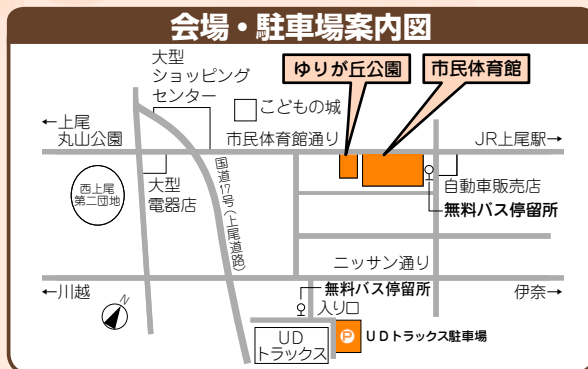 会場・駐車場案内図
大型
ショッピング
センター
ゆりが丘公園
市民体育館
こどもの城
←上尾
丸山公園
市民体育館通り
JR上尾駅→
西上尾
第二団地
大型
電器店
国道17号(上尾道路)
自動車販売店
無料バス停留所
ニッサン通り
←川越
無料バス停留所
伊奈→
N
入り口
UD
トラックス
P
UDトラックス駐車場